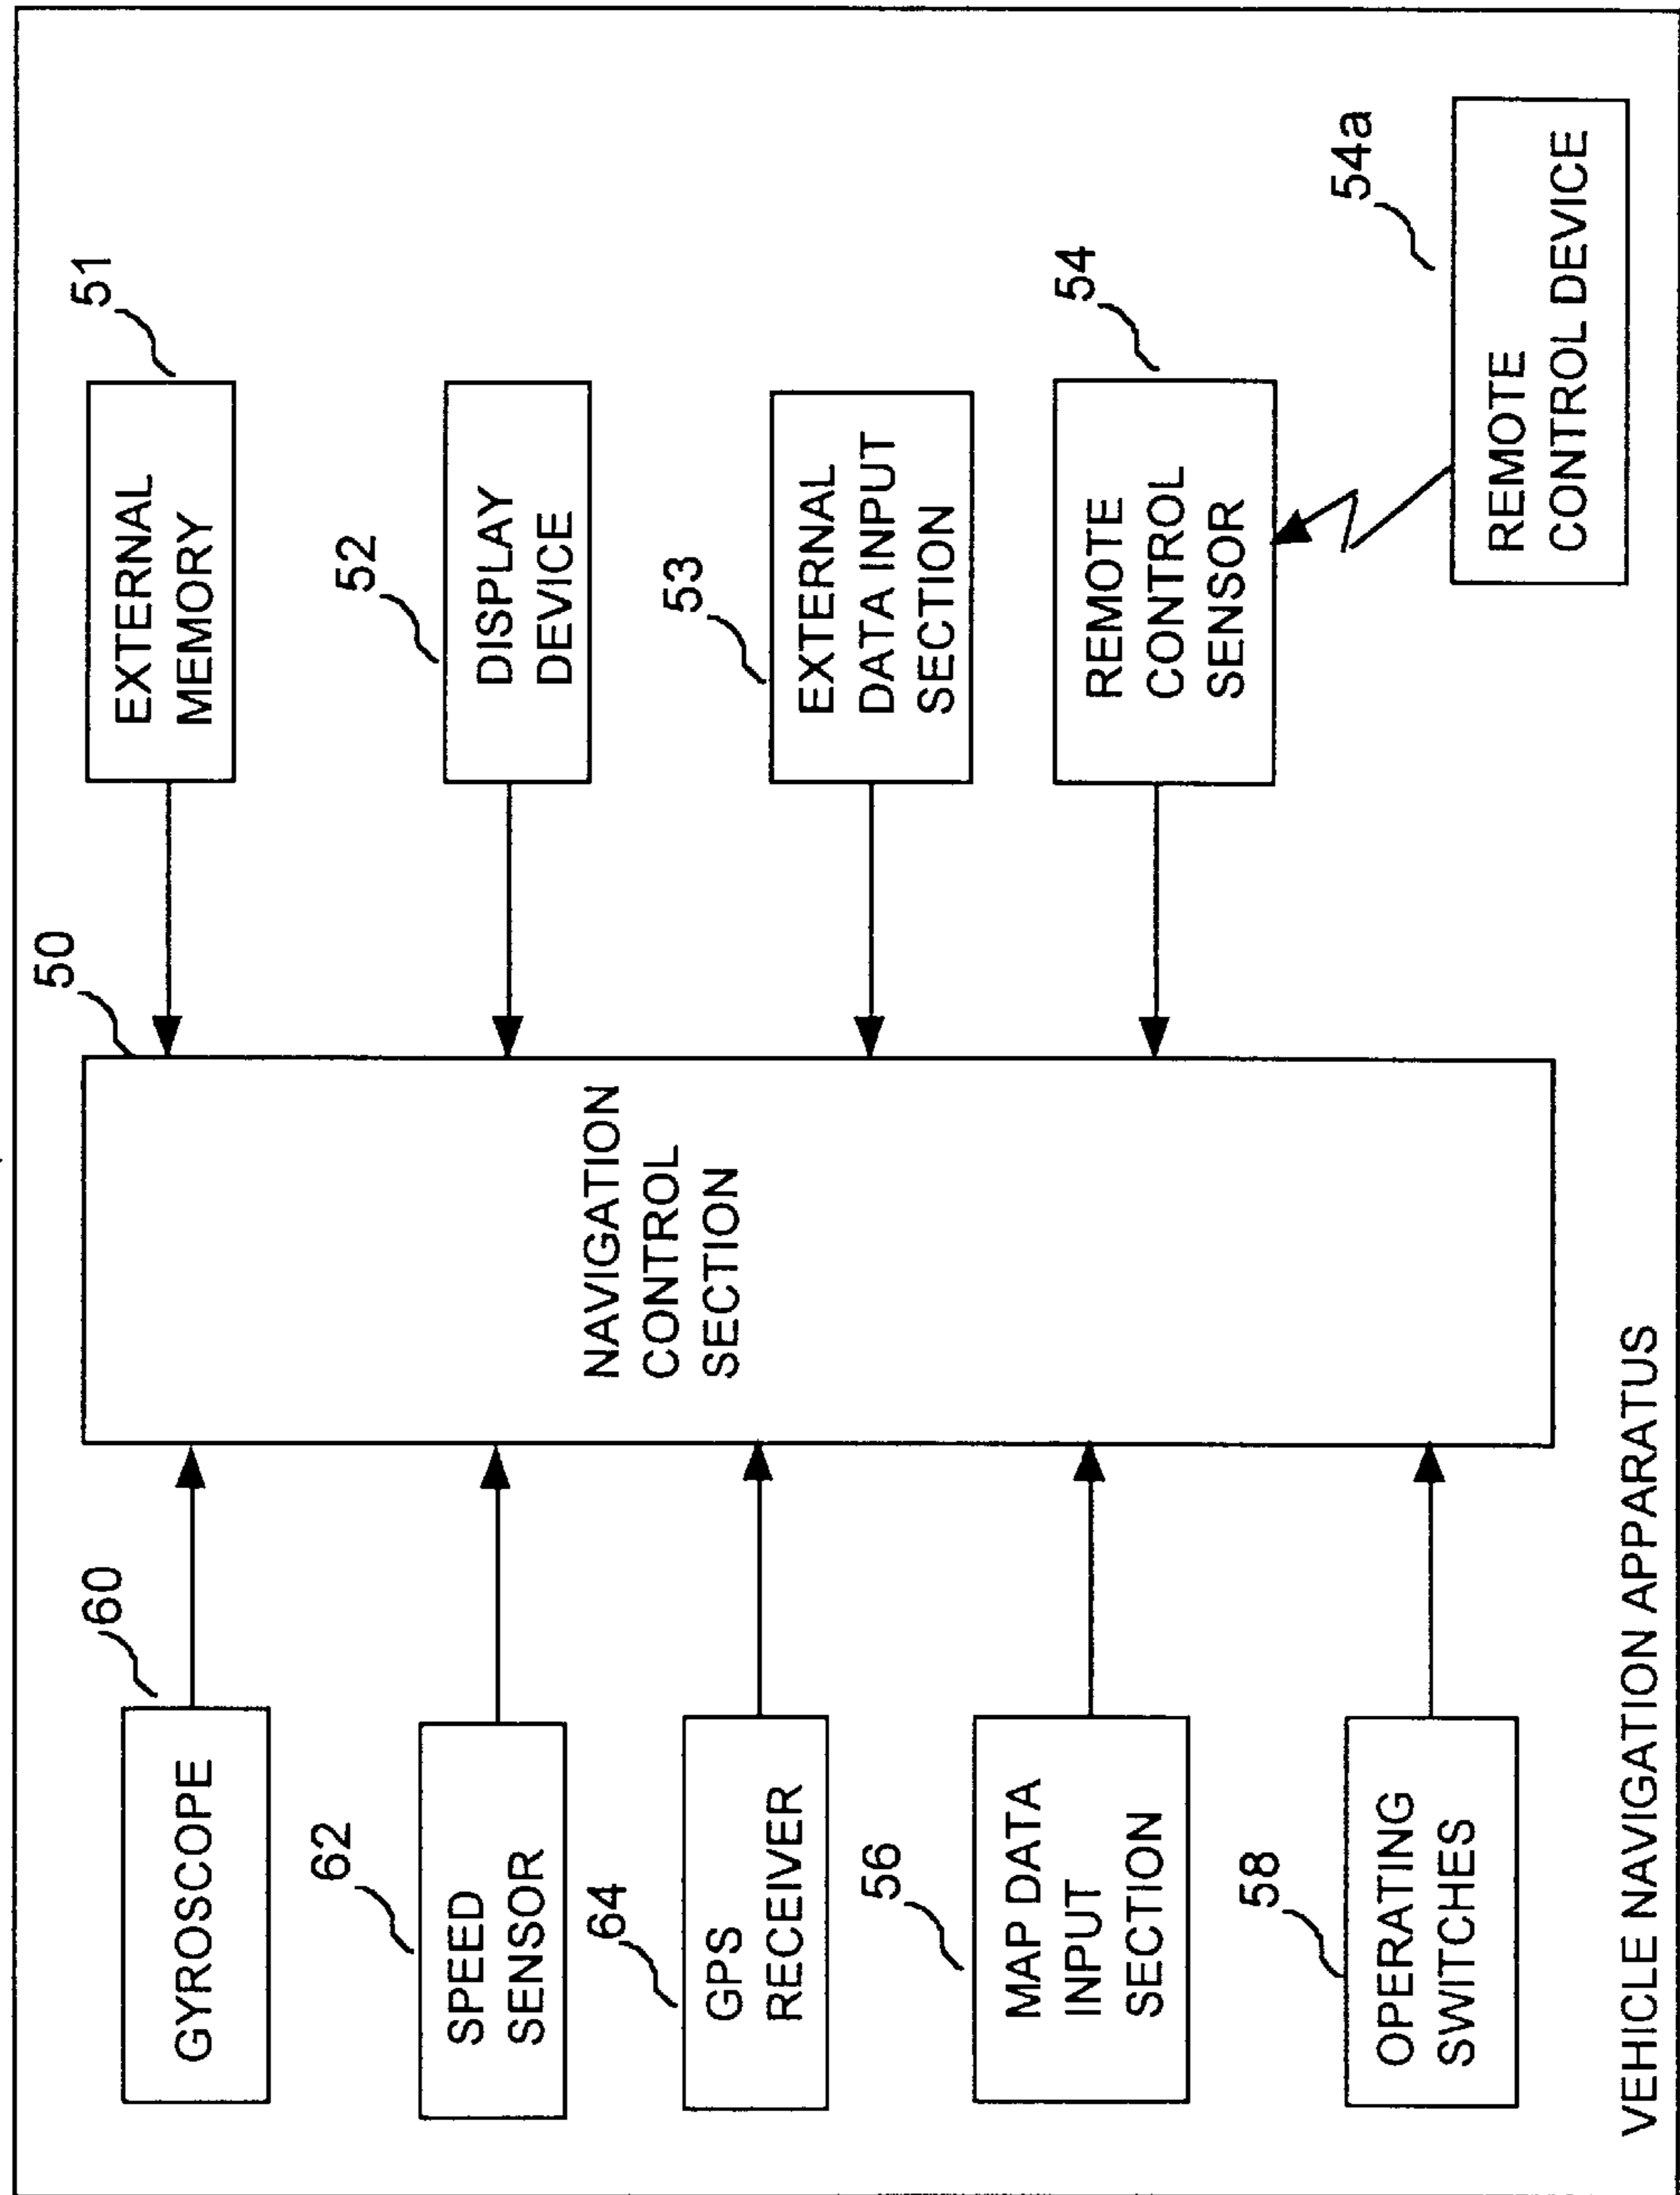 60
GYROSCOPE
62
SPEED
SENSOR
64
GPS
RECEIVER
56
MAP DATA
INPUT
SECTION
58
OPERATING
SWITCHES
50
NAVIGATION
CONTROL
SECTION
51
EXTERNAL
MEMORY
52
DISPLAY
DEVICE
53
EXTERNAL
DATA INPUT
SECTION
54
REMOTE
CONTROL
SENSOR
54a
REMOTE
CONTROL DEVICE
VEHICLE NAVIGATION APPARATUS